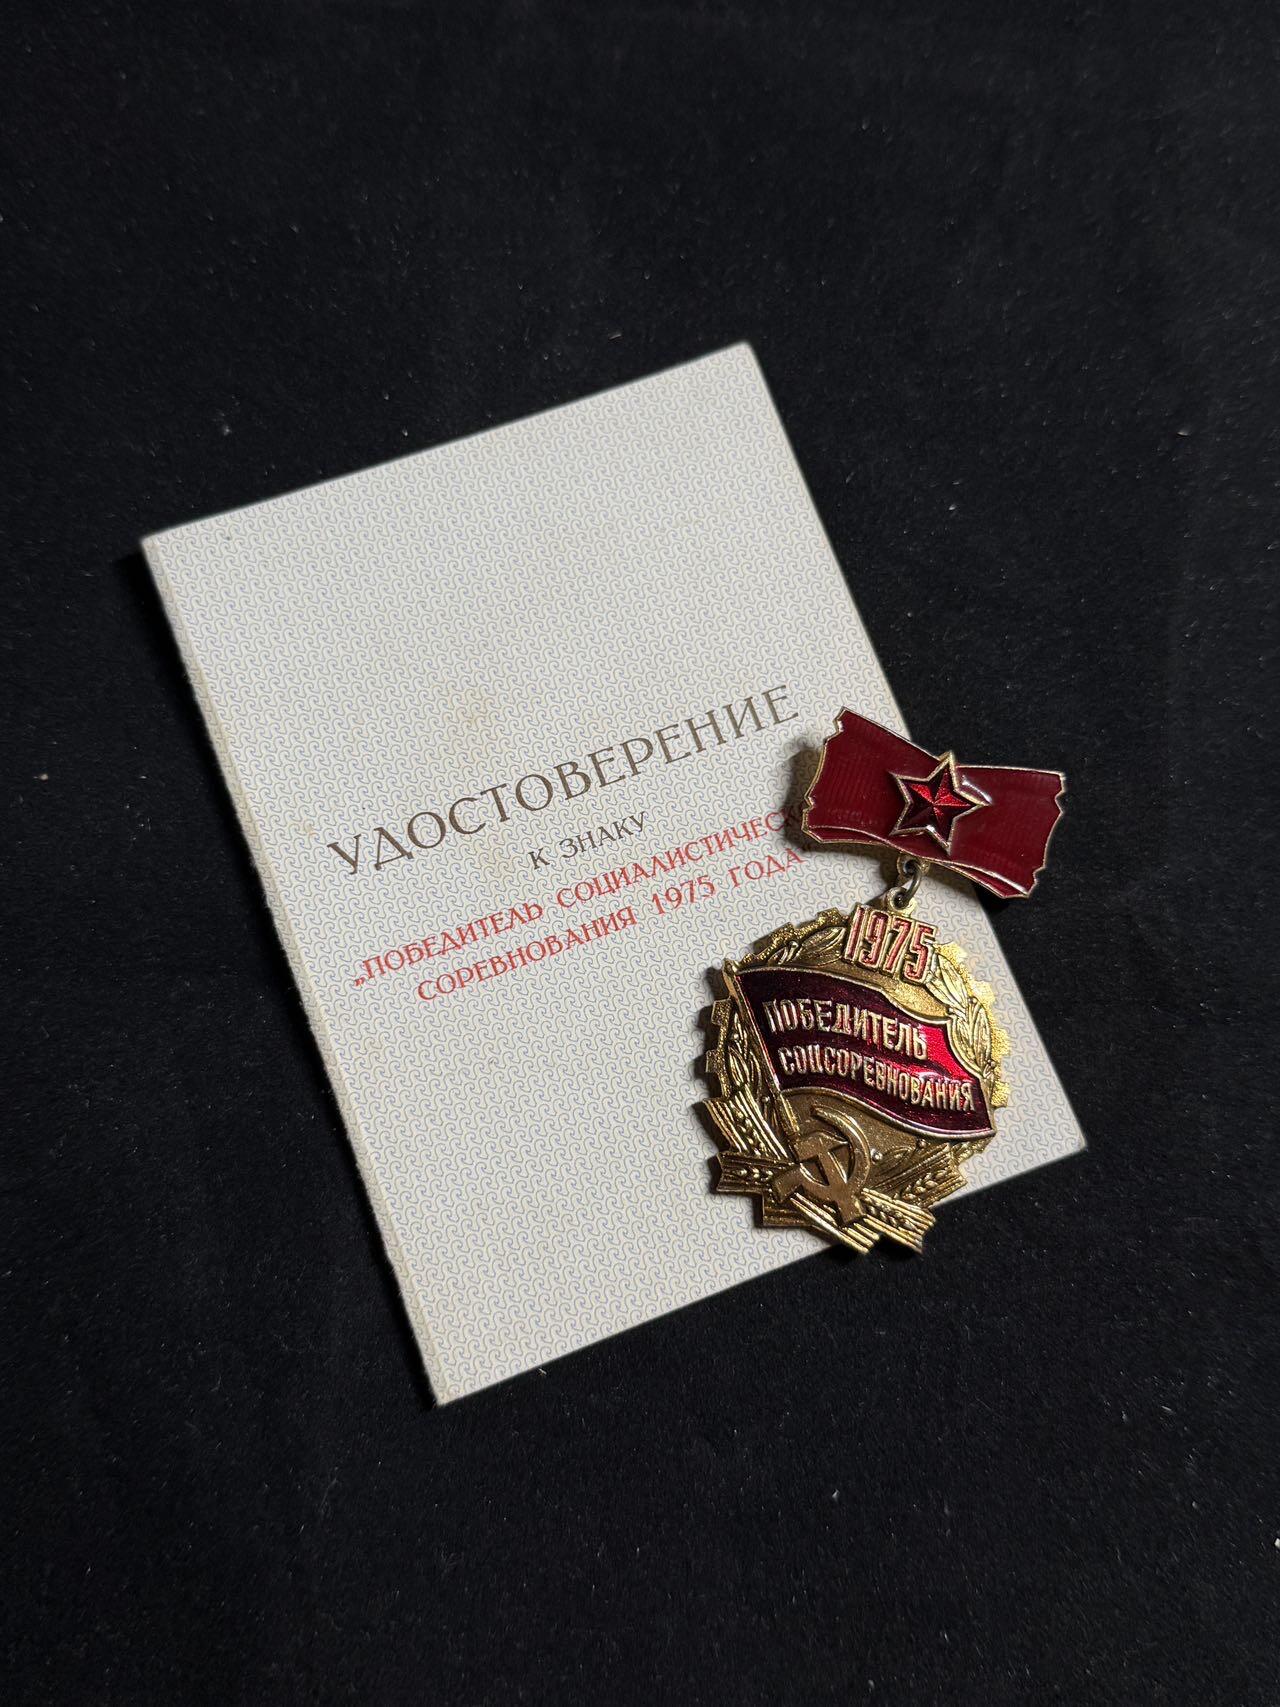 УДОСТОВЕРЕНИЕ
К ЗНАКУ
„ПОБЕДИТЕЛЬ СОЦИАЛИСТИЧЕСК
СОРЕВНОВАНИЯ 1975 ГОДА"
1975
ПОБЕДИТЕЛЬ
СОЦСОРЕВНОВАНИЯ